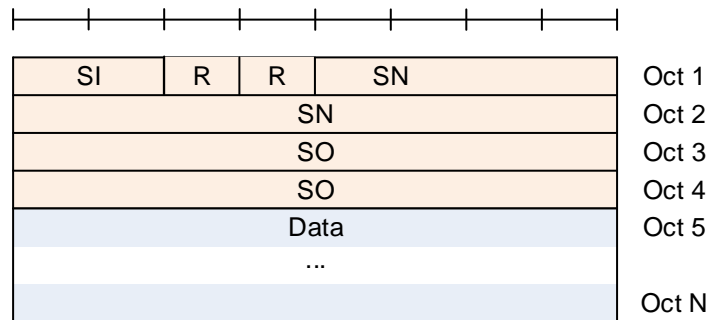 SI R R SN Oct 1
SN Oct 2
SO Oct 3
SO Oct 4
Data Oct 5
...
Oct N